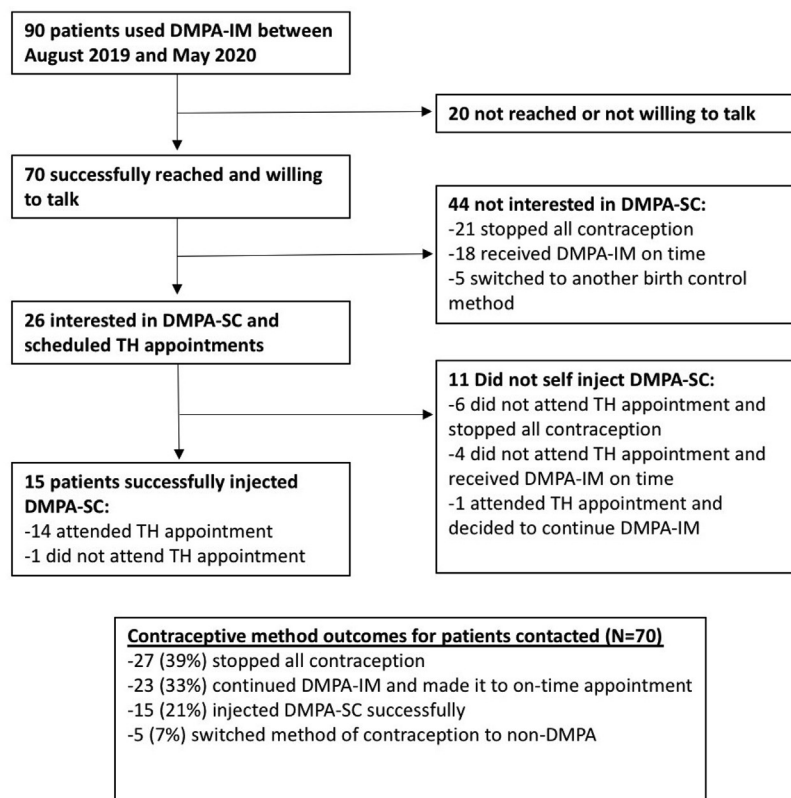 90 patients used DMPA-IM between
August 2019 and May 2020
20 not reached or not willing to talk
70 successfully reached and willing
to talk
44 not interested in DMPA-SC:
-21 stopped all contraception
-18 received DMPA-IM on time
-5 switched to another birth control
method
26 interested in DMPA-SC and
scheduled TH appointments
11 Did not self inject DMPA-SC:
-6 did not attend TH appointment and
stopped all contraception
-4 did not attend TH appointment and
received DMPA-IM on time
-1 attended TH appointment and
decided to continue DMPA-IM
15 patients successfully injected
DMPA-SC:
-14 attended TH appointment
-1 did not attend TH appointment
Contraceptive method outcomes for patients contacted (N=70)
-27 (39%) stopped all contraception
-23 (33%) continued DMPA-IM and made it to on-time appointment
-15 (21%) injected DMPA-SC successfully
-5 (7%) switched method of contraception to non-DMPA